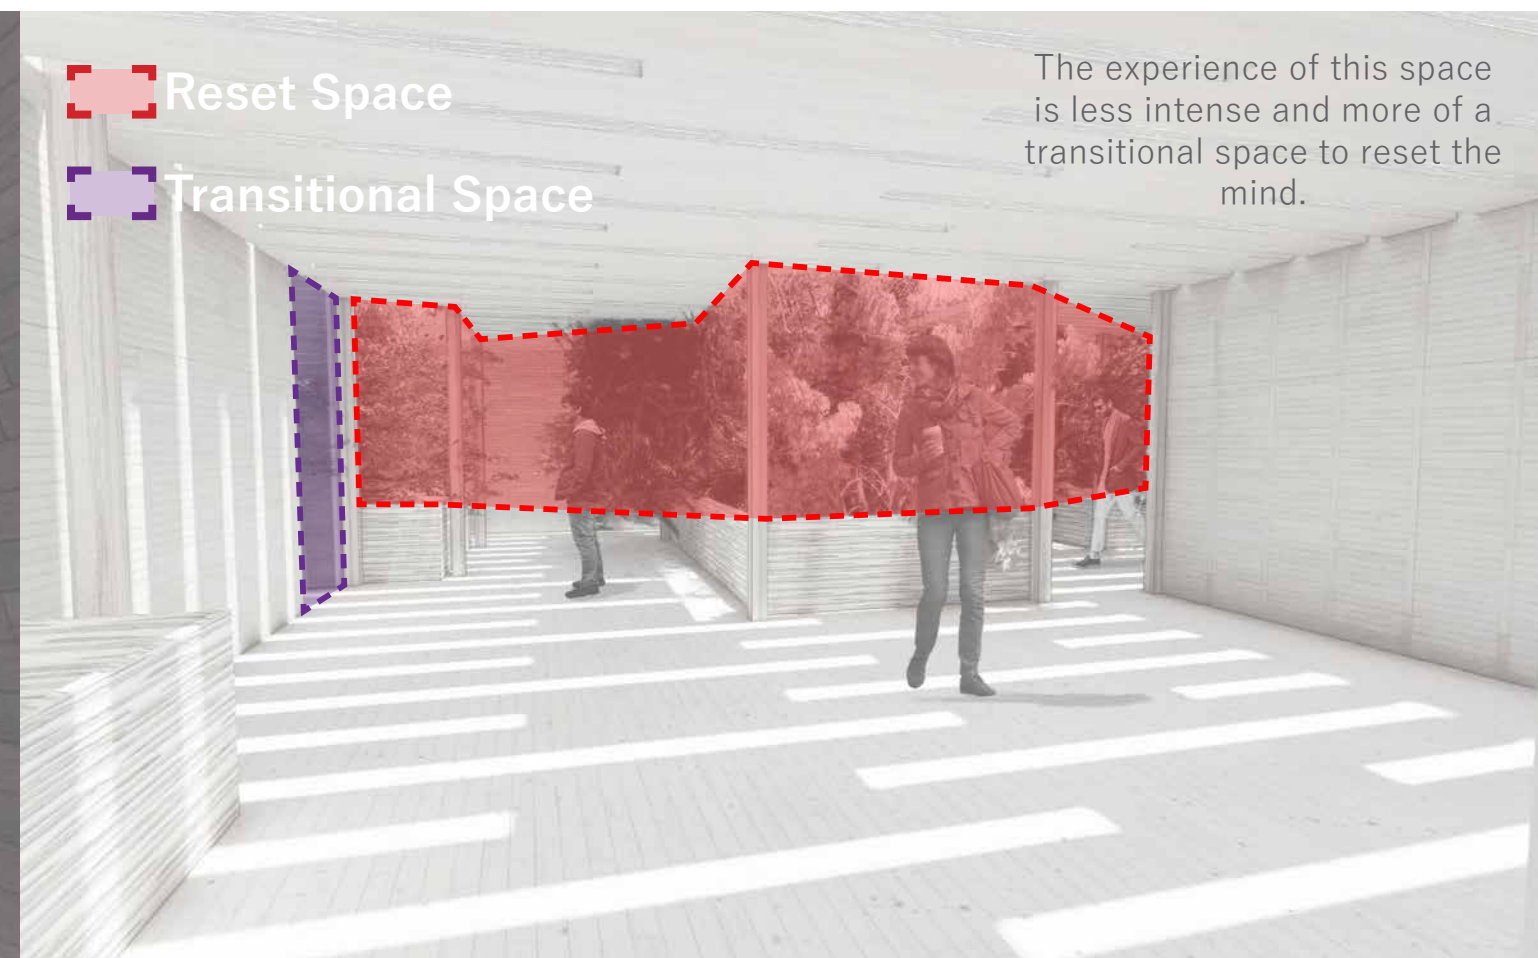 Reset Space
Transitional Space
The experience of this space
is less intense and more of a
transitional space to reset the
mind.